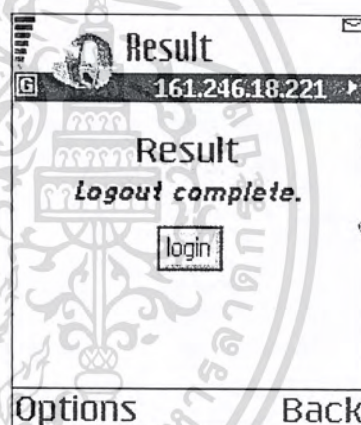 Result
G 161.246.18.221
Result
Logout complete.
login
Options Back